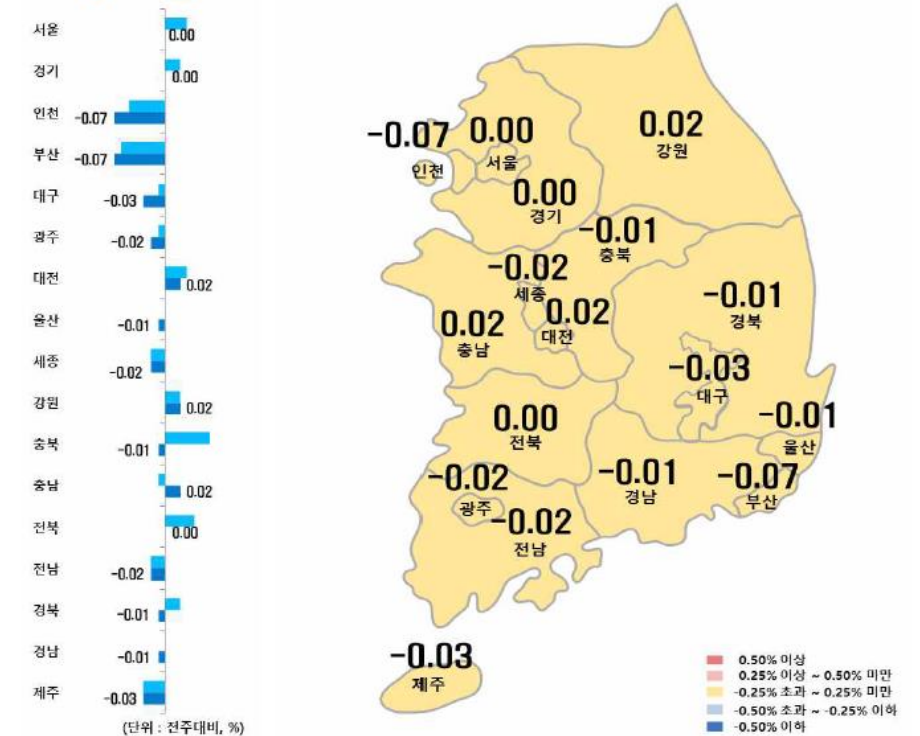 서울
0.00
경기
0.00
인천 -0.07
부산 -0.07
대구 -0.03
광주 -0.02
대전 0.02
울산 -0.01
세종 -0.02
강원 0.02
충북 -0.01
충남 0.02
전북
0.00
전남 -0.02
경북 -0.01
경남 -0.01
제주 -0.03
(단위 : 전주대비, %)
-0.07 0.00 0.02
인천 서울 강원
0.00
경기
-0.01
충북
-0.02
세종
0.02
대전
0.02
충남
-0.01
경북
-0.03
대구
-0.01
울산
0.00
전북
-0.01
경남
-0.07
부산
-0.02
광주
-0.02
전남
-0.03
제주
0.50% 이상
0.25% 이상 ~ 0.50% 미만
-0.25% 초과 ~ 0.25% 미만
-0.50% 초과 ~ -0.25% 이하
-0.50% 이하